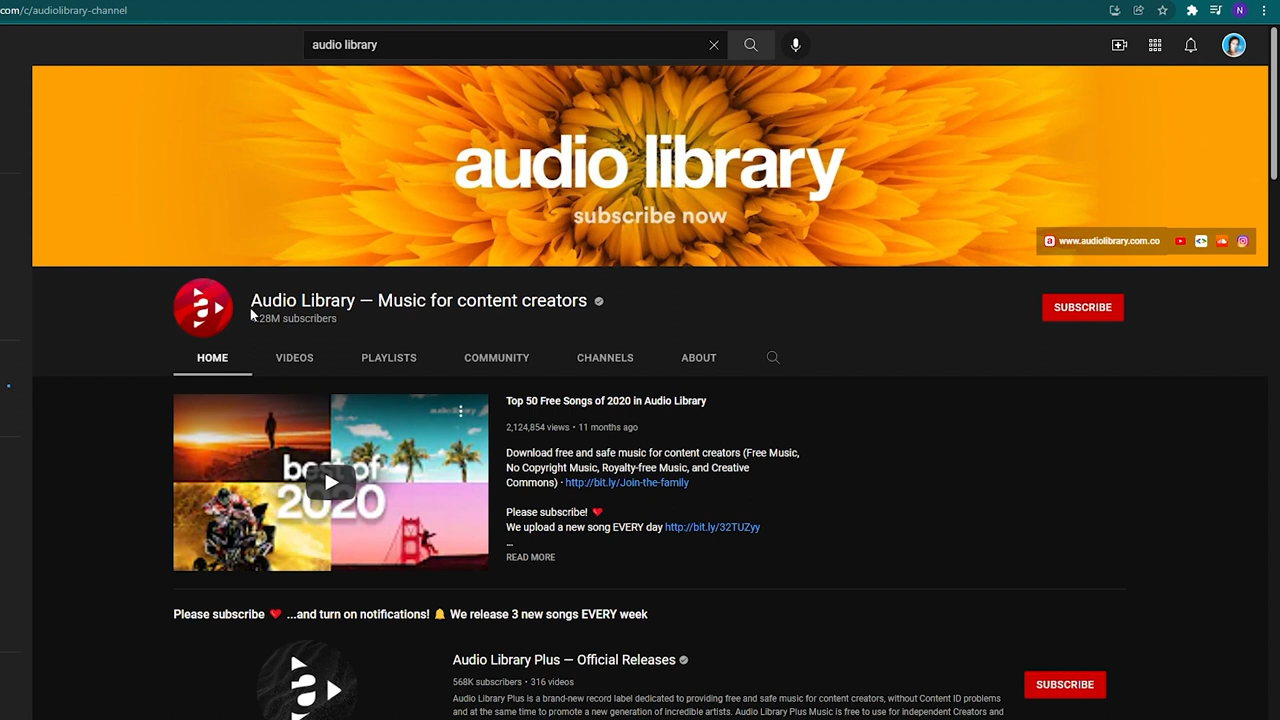 com/c/audiolibrary-channel
N
audio library
audio library
subscribe now
a www.audiolibrary.com.co
a
Audio Library — Music for content creators
.28M subscribers
SUBSCRIBE
HOME VIDEOS PLAYLISTS COMMUNITY CHANNELS ABOUT
best of
2020
Top 50 Free Songs of 2020 in Audio Library
2,124,854 views • 11 months ago
Download free and safe music for content creators (Free Music,
No Copyright Music, Royalty-free Music, and Creative
Commones) · http://bit.ly/Join-the-family
Please subscribe! ❤
We upload a new song EVERY day http://bit.ly/32TUZyy
...
READ MORE
Please subscribe ❤ ...and turn on notifications! 🔔 We release 3 new songs EVERY week
a
Audio Library Plus — Official Releases
568K subscribers • 316 videos
SUBSCRIBE
Audio Library Plus is a brand-new record label dedicated to providing free and safe music for content creators, without Content ID problems
and at the same time to promote a new generation of incredible artists. Audio Library Plus Music is free to use for independent Creators and